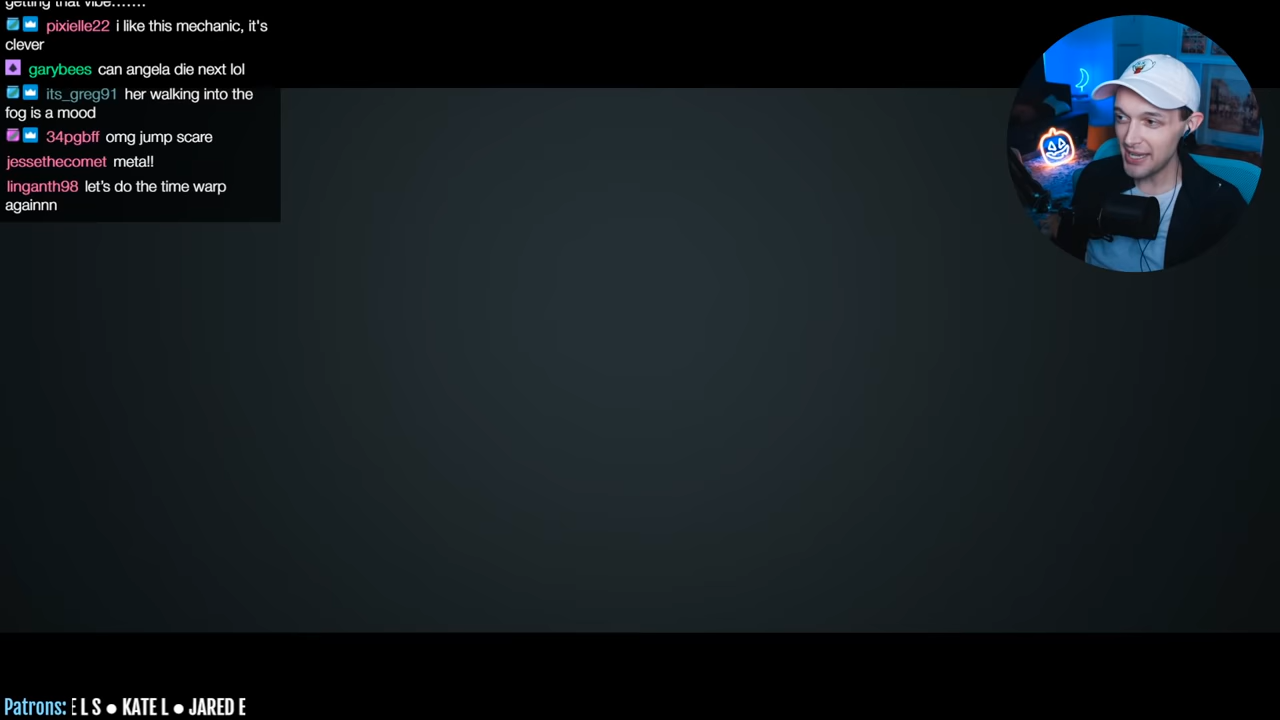 getting that vibe.......
pixielle22 i like this mechanic, it's
clever
garybees can angela die next lol
its_greg91 her walking into the
fog is a mood
34pgbff omg jump scare
jessethecomet meta!!
linganth98 let's do the time warp
againnn
Patrons: E L S ● KATE L ● JARED E